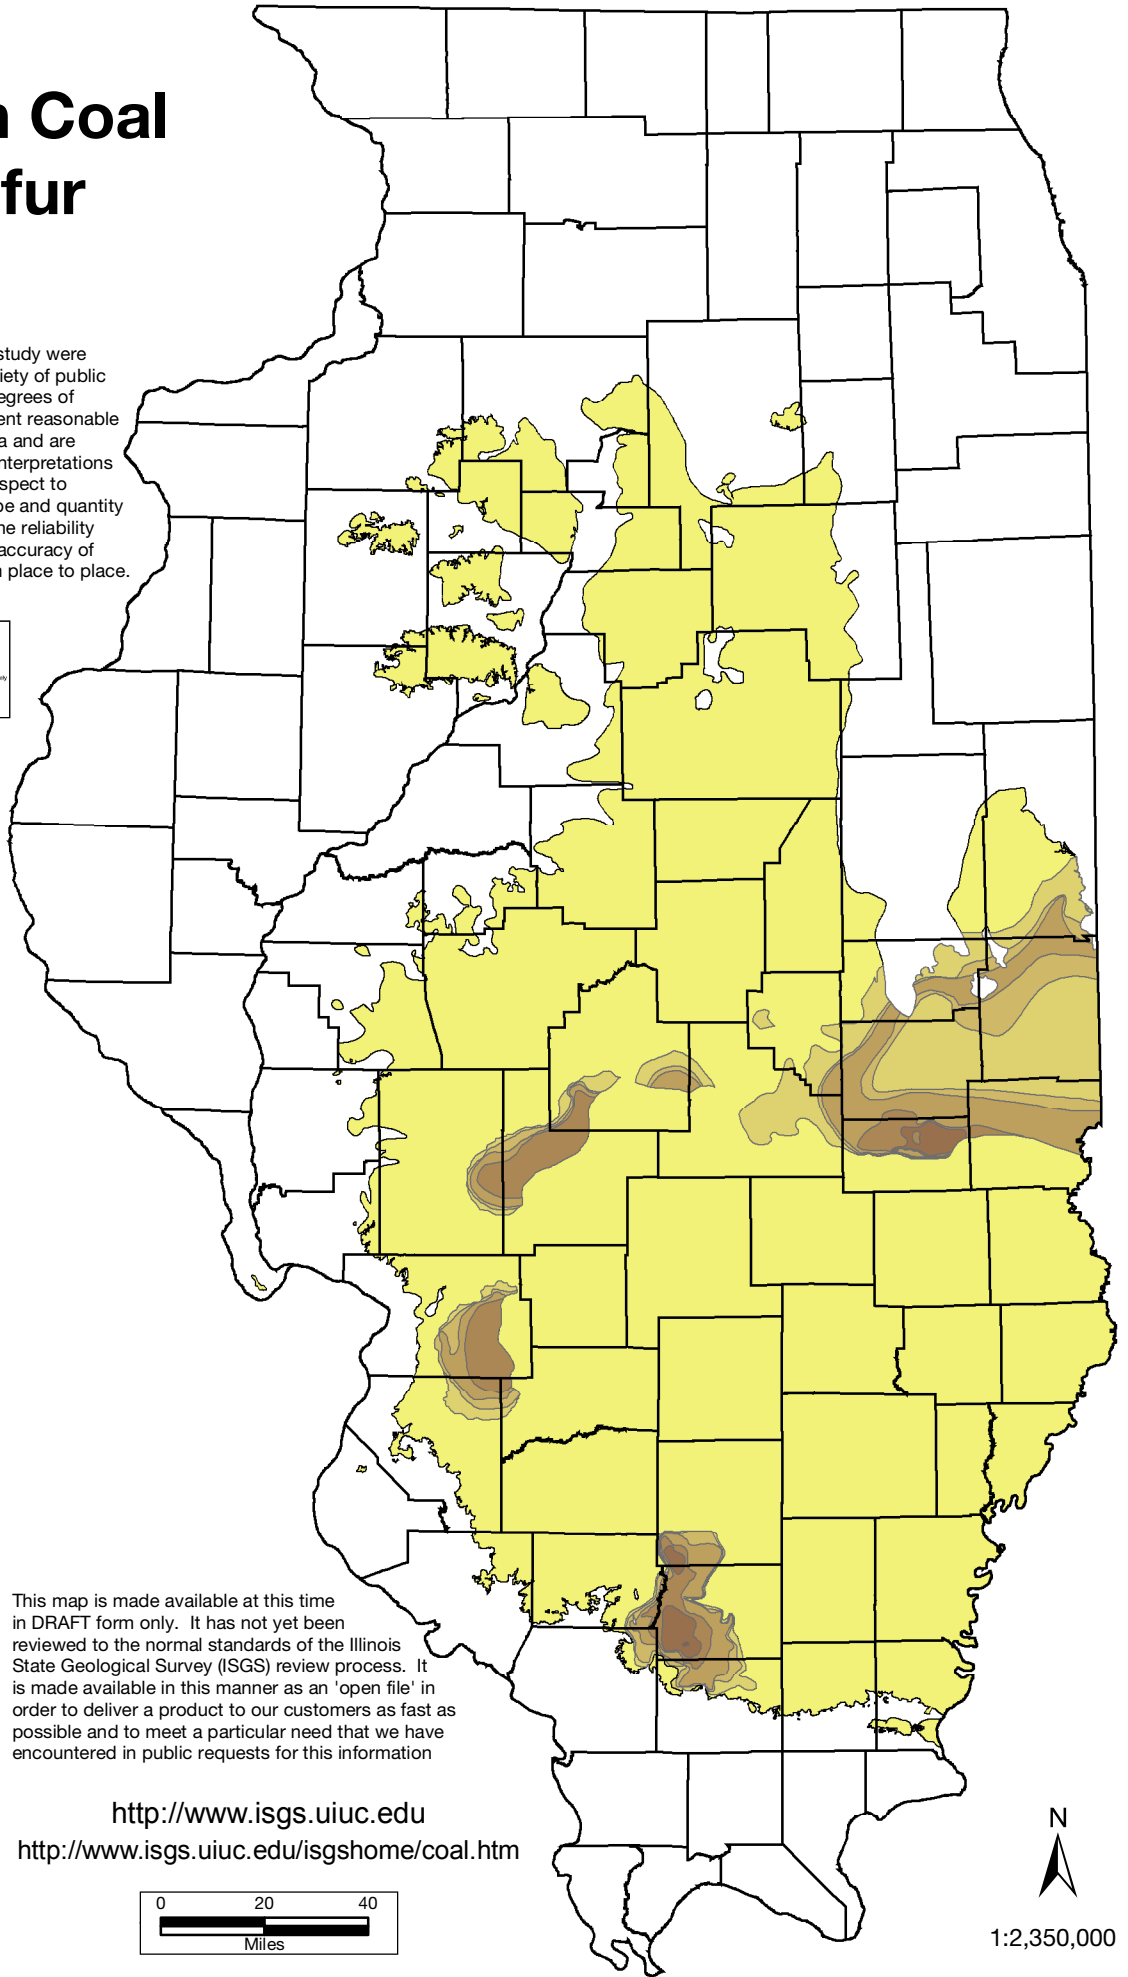 Coal
fur
study were
iety of public
egrees of
ent reasonable
a and are
nterpretations
spect to
pe and quantity
ne reliability
accuracy of
n place to place.
This map is made available at this time
in DRAFT form only. It has not yet been
reviewed to the normal standards of the Illinois
State Geological Survey (ISGS) review process. It
is made available in this manner as an 'open file' in
order to deliver a product to our customers as fast as
possible and to meet a particular need that we have
encountered in public requests for this information
http://www.isgs.uiuc.edu
http://www.isgs.uiuc.edu/isgshome/coal.htm
0 20 40
Miles
N
1:2,350,000